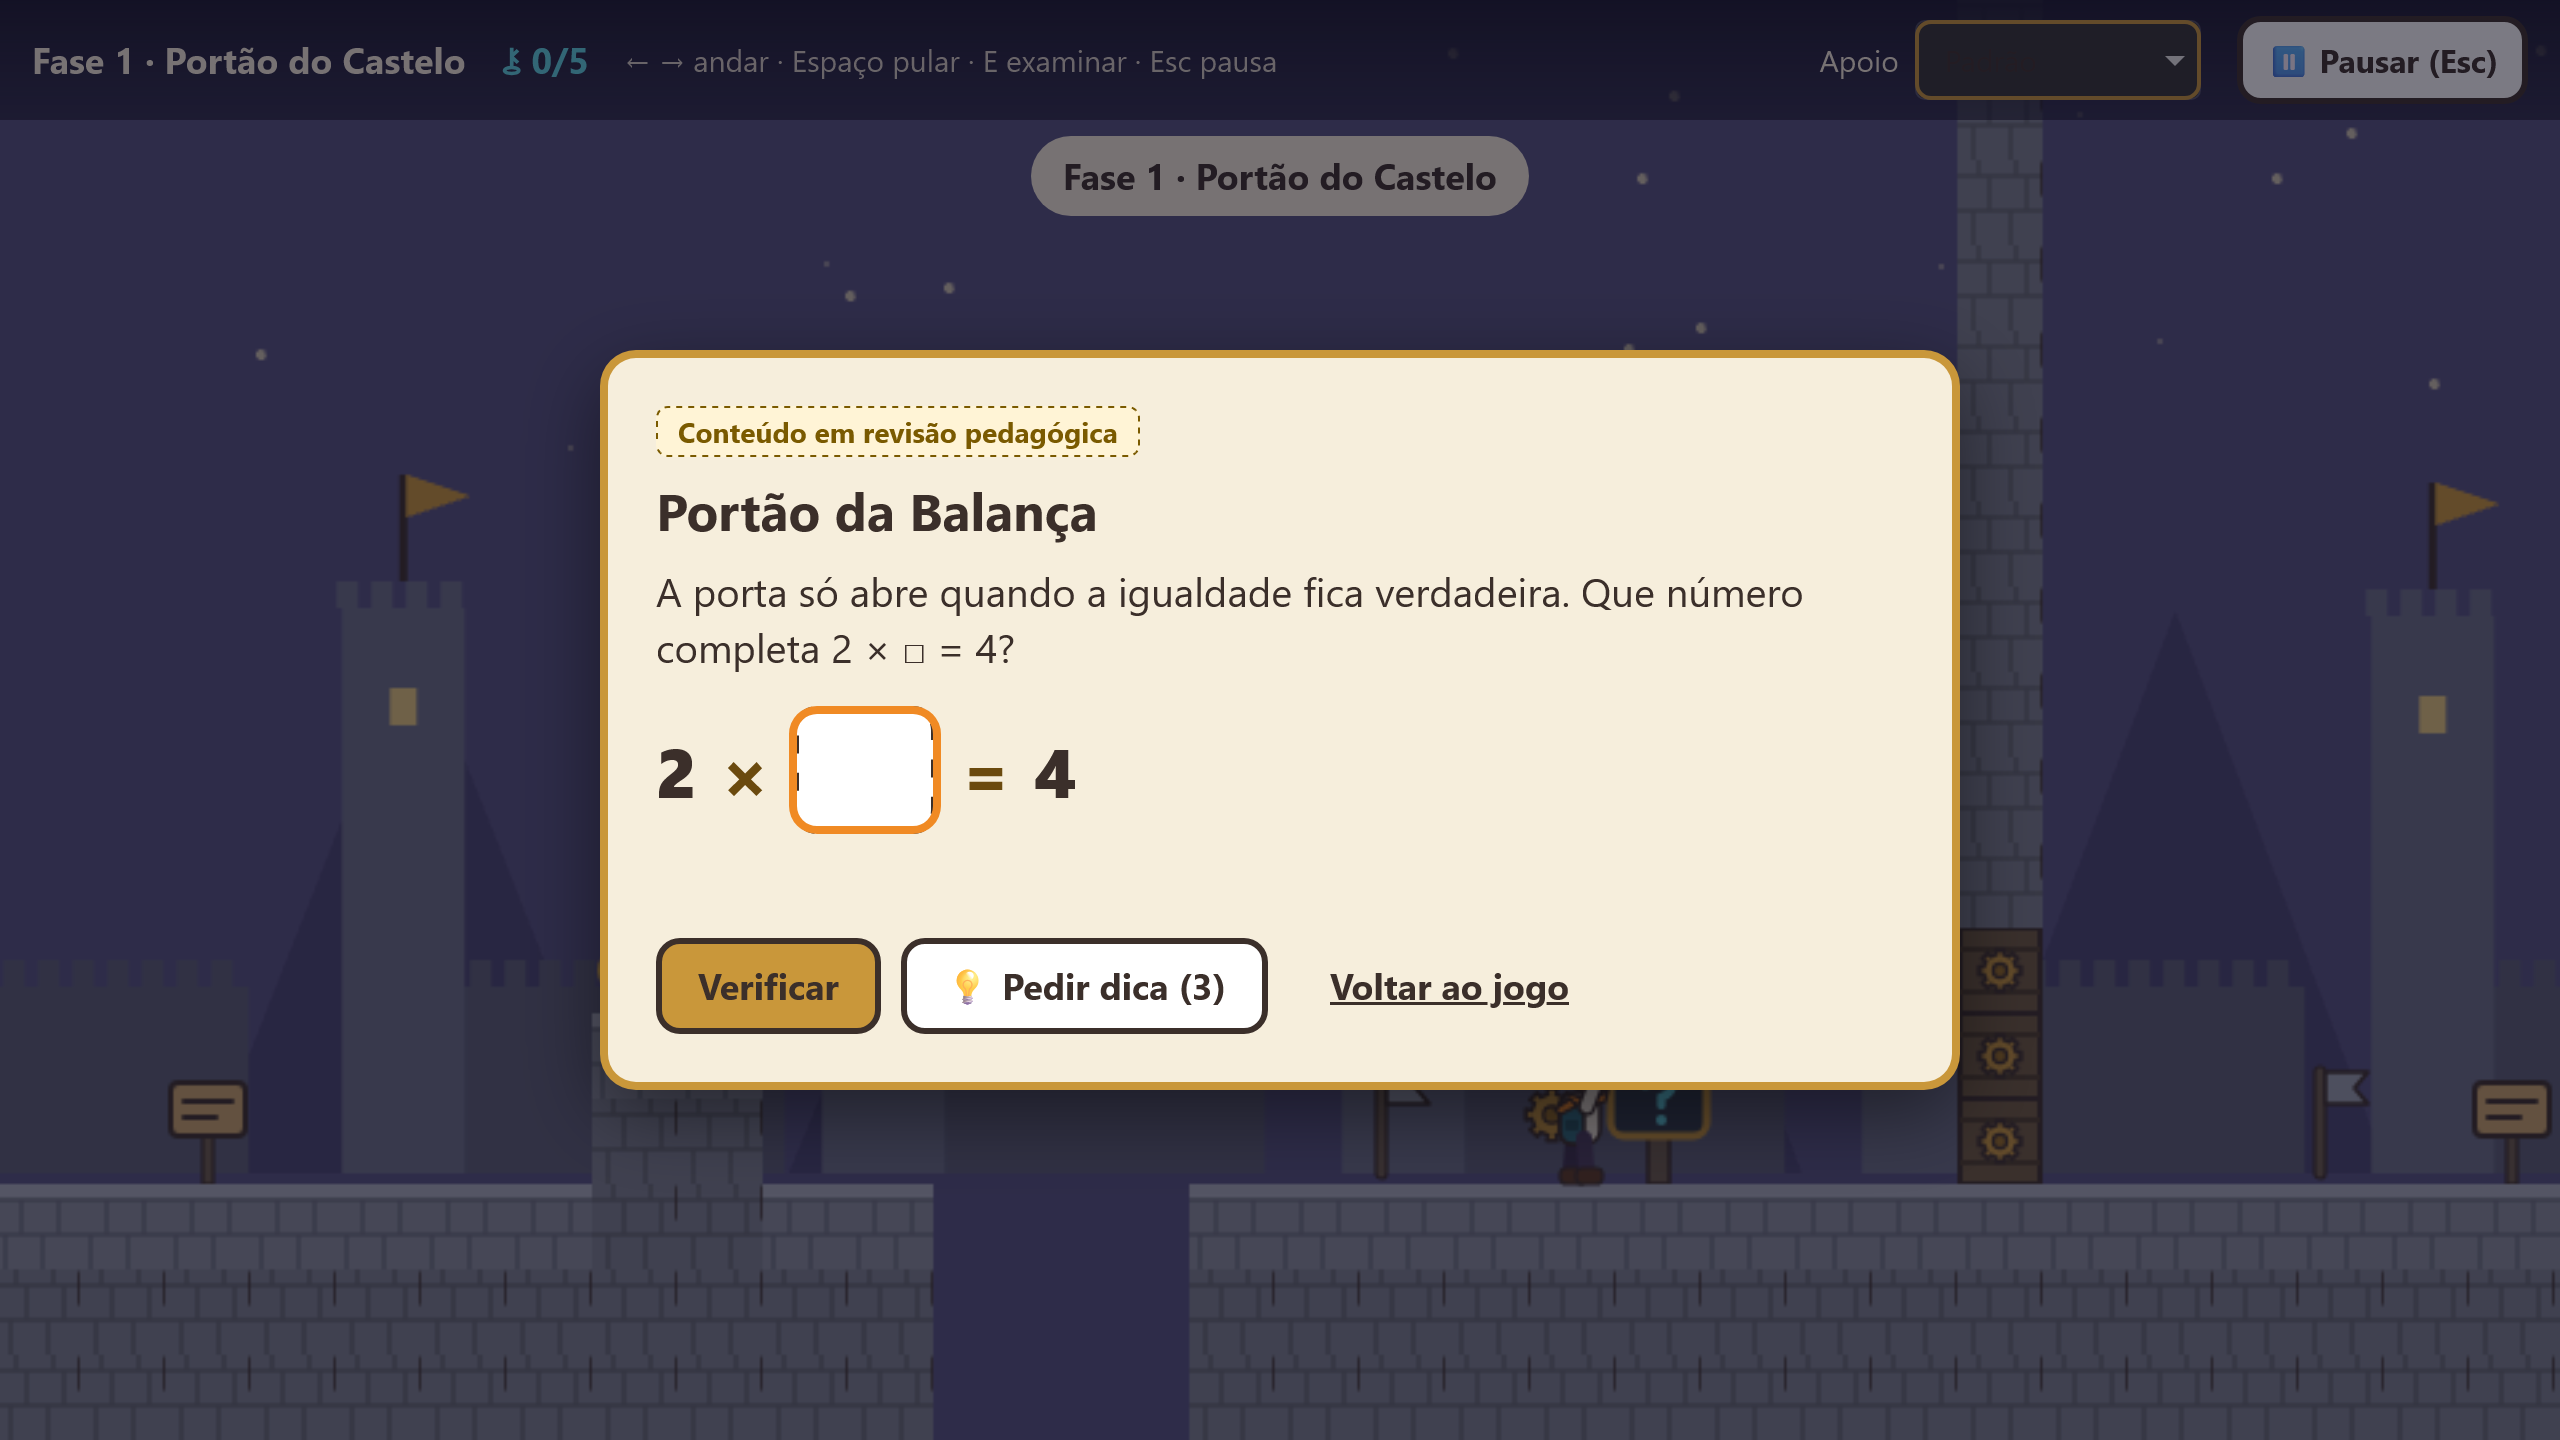 Fase 1 · Portão do Castelo 0/5 ← → andar · Espaço pular · E examinar · Esc pausa Apoio Pausar (Esc)
Fase 1 · Portão do Castelo
Conteúdo em revisão pedagógica
Portão da Balança
A porta só abre quando a igualdade fica verdadeira. Que número
completa 2 × □ = 4?
2 × = 4
Verificar Pedir dica (3) Voltar ao jogo
?